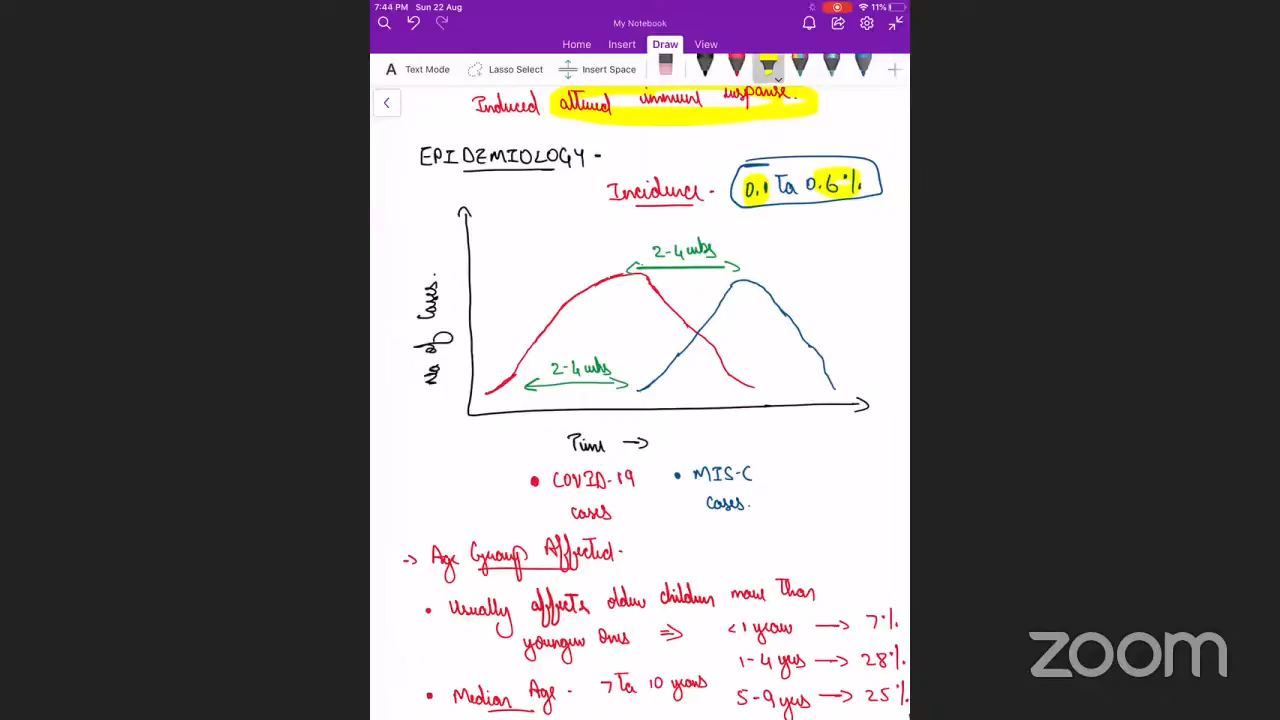 7:44 PM Sun 22 Aug
11%
My Notebook
Home Insert Draw View
Text Mode Lasso Select Insert Space
Induced altered immune response.
EPIDEMIOLOGY -
Incidence - 0.1 To 0.6%.
2-4 wks
No of Cases.
2-4 wks
Time →
• COVID-19 cases
• MIS-C cases.
→ Age Group Affected.
• Usually affects older children more than
younger ones ⇒ <1 year → 7%.
1-4 yrs → 28%.
• Median Age - 7 To 10 years
5-9 yrs → 25%
zoom